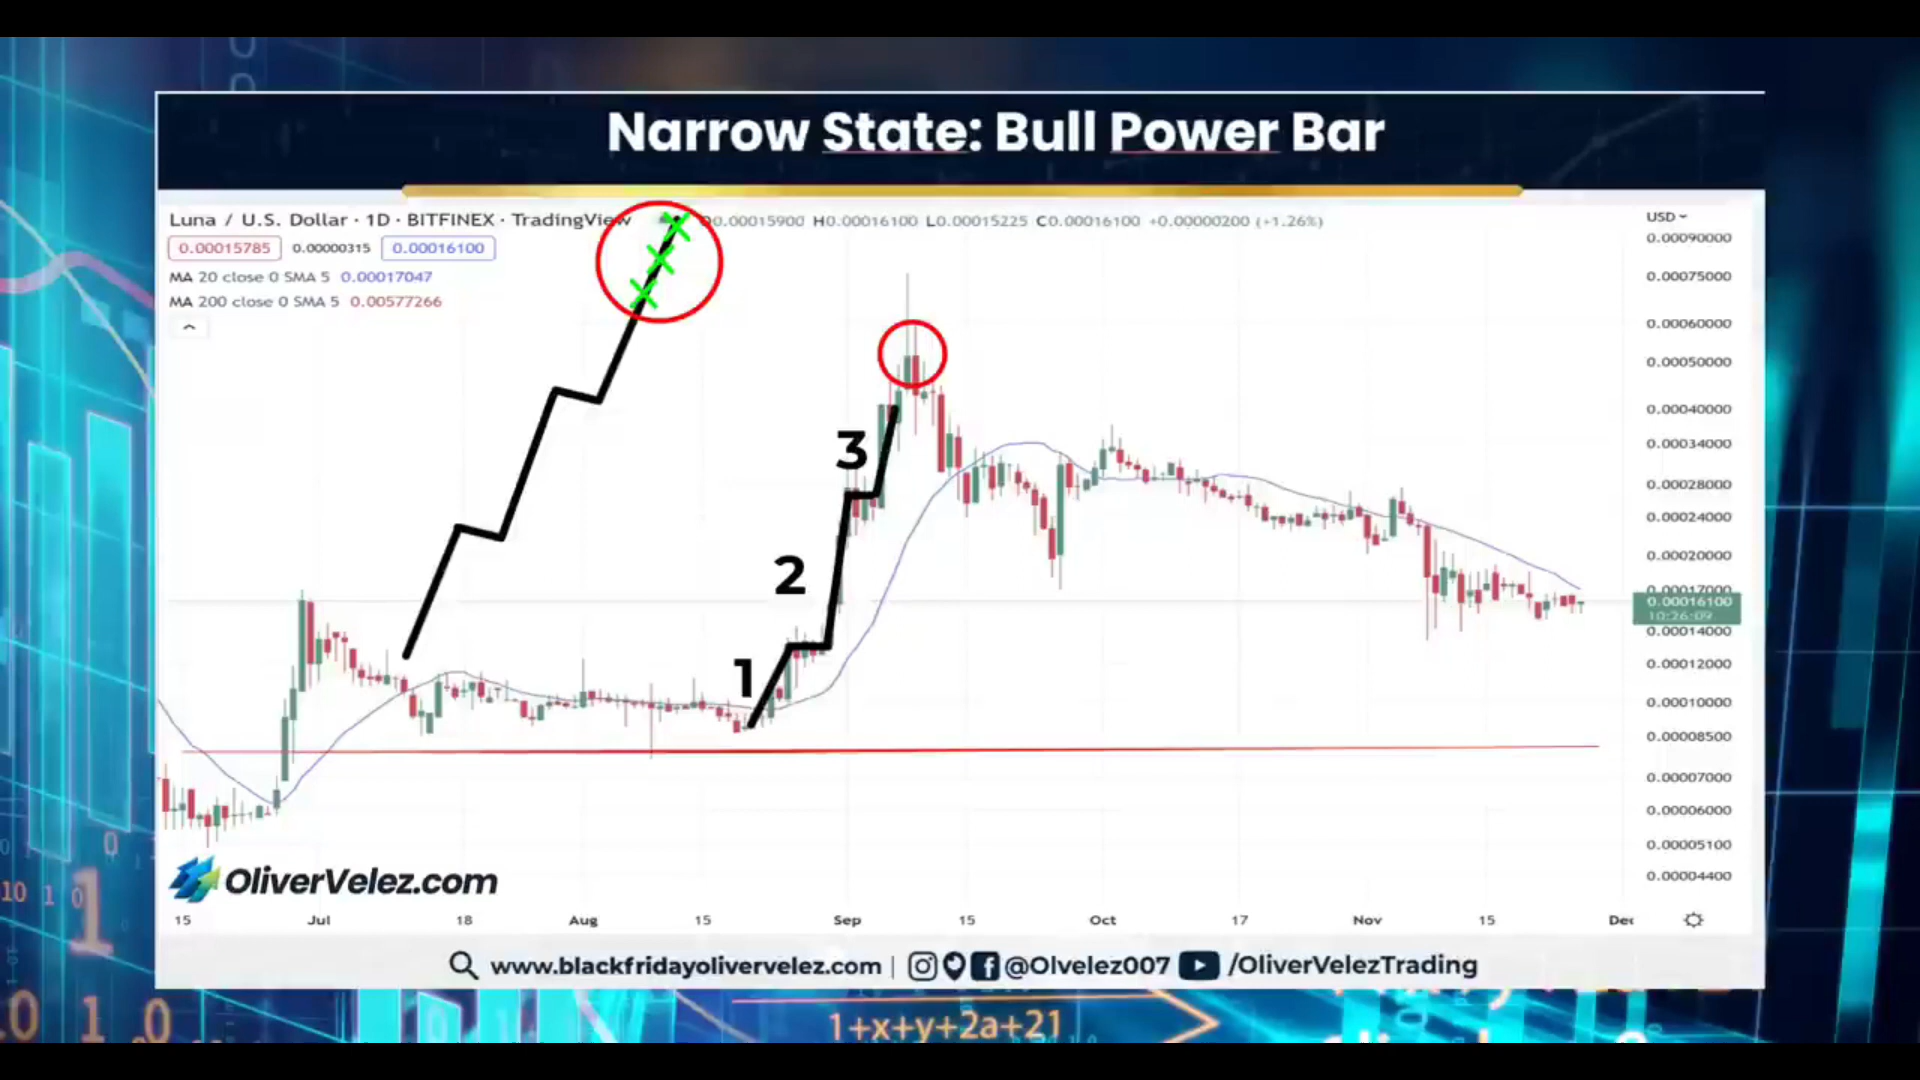 Narrow State: Bull Power Bar
Luna / U.S. Dollar · 1D · BITFINEX · TradingView 0.00015900 H0.00016100 L0.00015225 C0.00016100 +0.00000200 (+1.26%)
USD
0.00015785 0.00000315 0.00016100
MA 20 close 0 SMA 5 0.00017047
MA 200 close 0 SMA 5 0.00577266
0.00090000
0.00075000
0.00060000
0.00050000
0.00040000
0.00034000
0.00028000
0.00024000
0.00020000
0.00017000
0.00016100
10:26:09
0.00014000
0.00012000
0.00010000
0.00008500
0.00007000
0.00006000
0.00005100
0.00004400
3
2
1
OliverVelez.com
15 Jul 18 Aug 15 Sep 15 Oct 17 Nov 15 Dec
www.blackfridayolivervelez.com | @Olvelez007 /OliverVelezTrading
1+x+y+2a+21